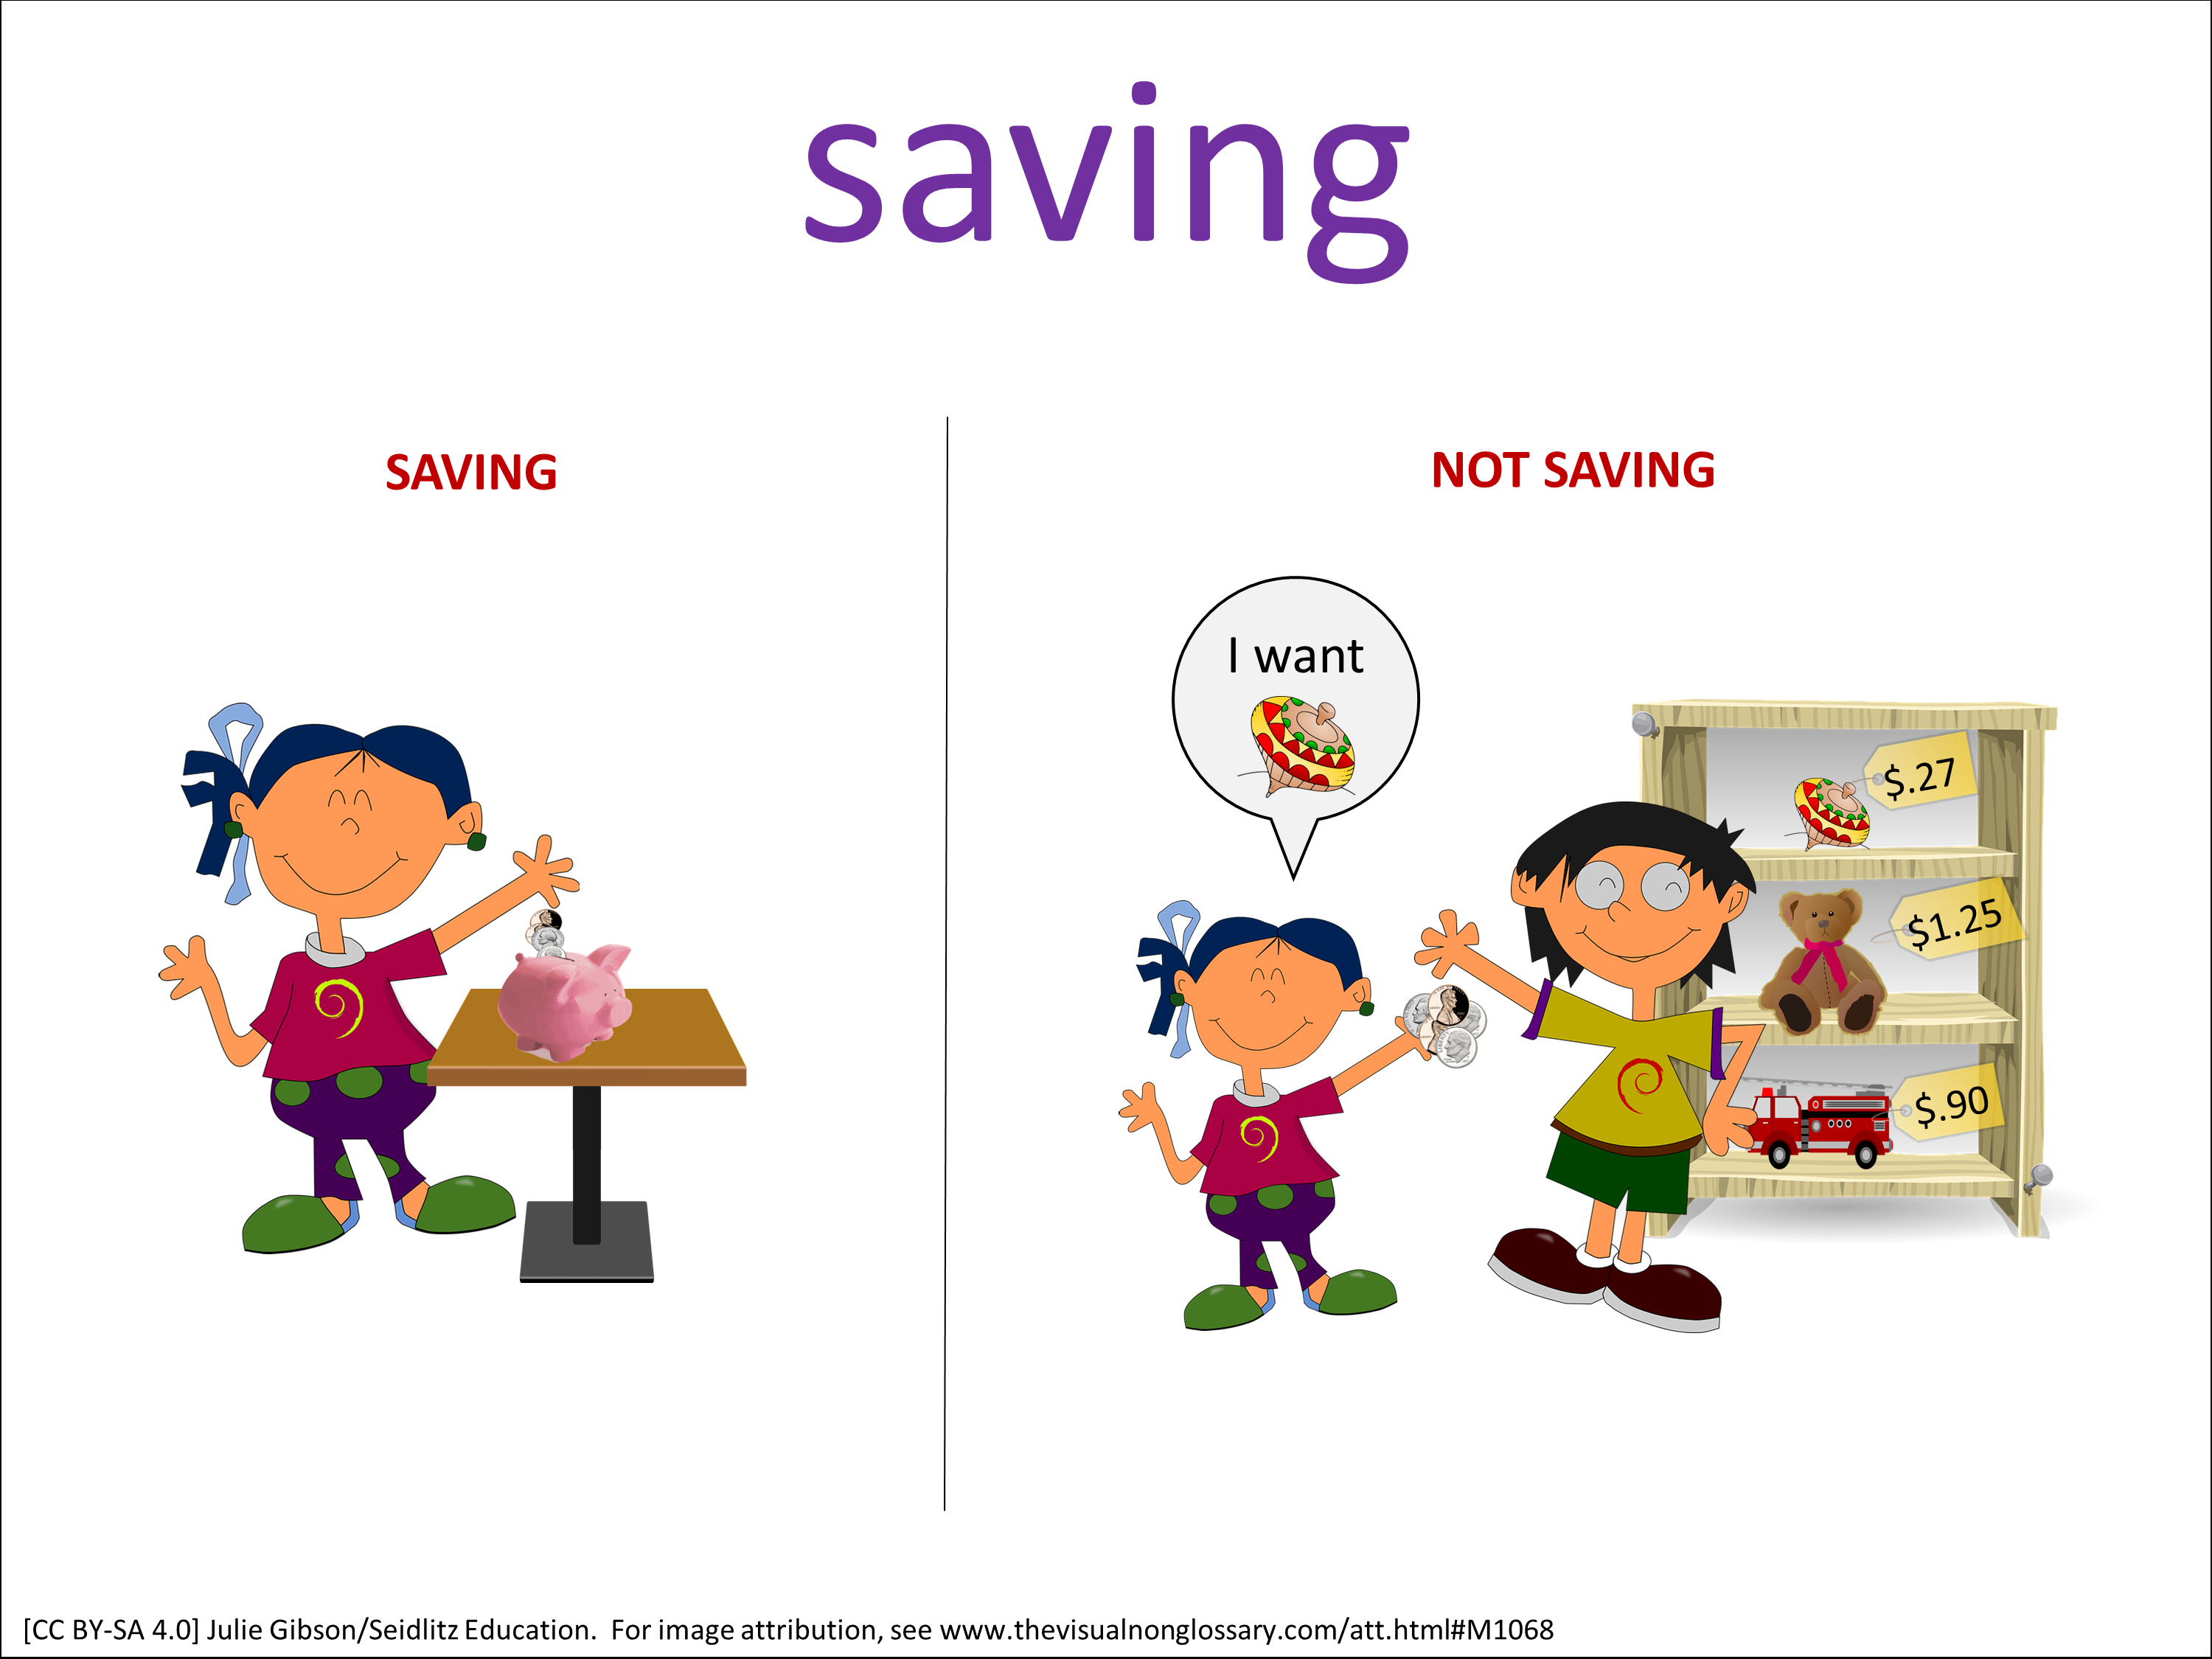 saving
SAVING
NOT SAVING
I want
$.27
$1.25
$.90
[CC BY-SA 4.0] Julie Gibson/Seidlitz Education.  For image attribution, see www.thevisualnonglossary.com/att.html#M1068